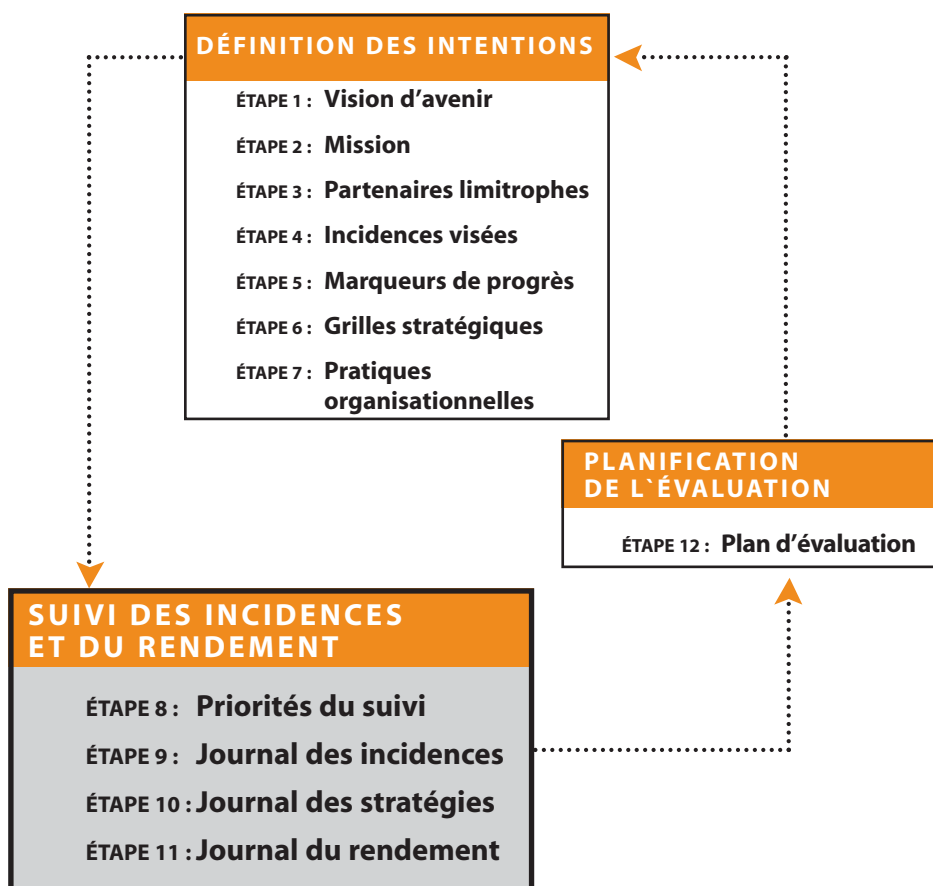 DÉFINITION DES INTENTIONS
ÉTAPE 1 : Vision d’avenir
ÉTAPE 2 : Mission
ÉTAPE 3 : Partenaires limitrophes
ÉTAPE 4 : Incidences visées
ÉTAPE 5 : Marqueurs de progrès
ÉTAPE 6 : Grilles stratégiques
ÉTAPE 7 : Pratiques
organisationnelles
PLANIFICATION
DE L`ÉVALUATION
ÉTAPE 12 : Plan d’évaluation
SUIVI DES INCIDENCES
ET DU RENDEMENT
ÉTAPE 8 : Priorités du suivi
ÉTAPE 9 : Journal des incidences
ÉTAPE 10 : Journal des stratégies
ÉTAPE 11 : Journal du rendement